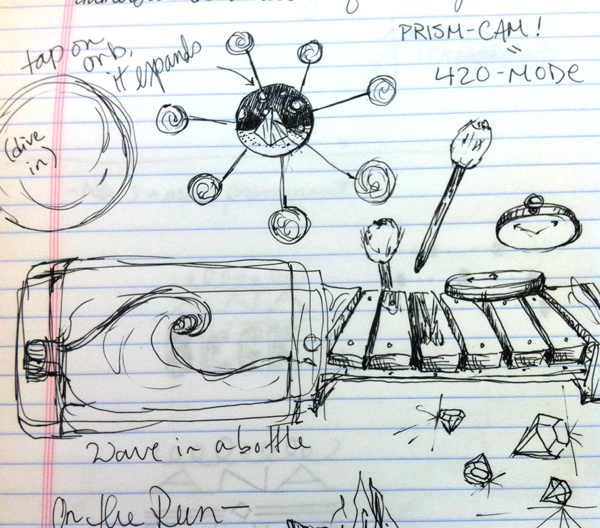 PRISM-CAM!
=
420-MODE
tap on
orb,
it expands
(dive
in)
Wave in a bottle
On the Run—